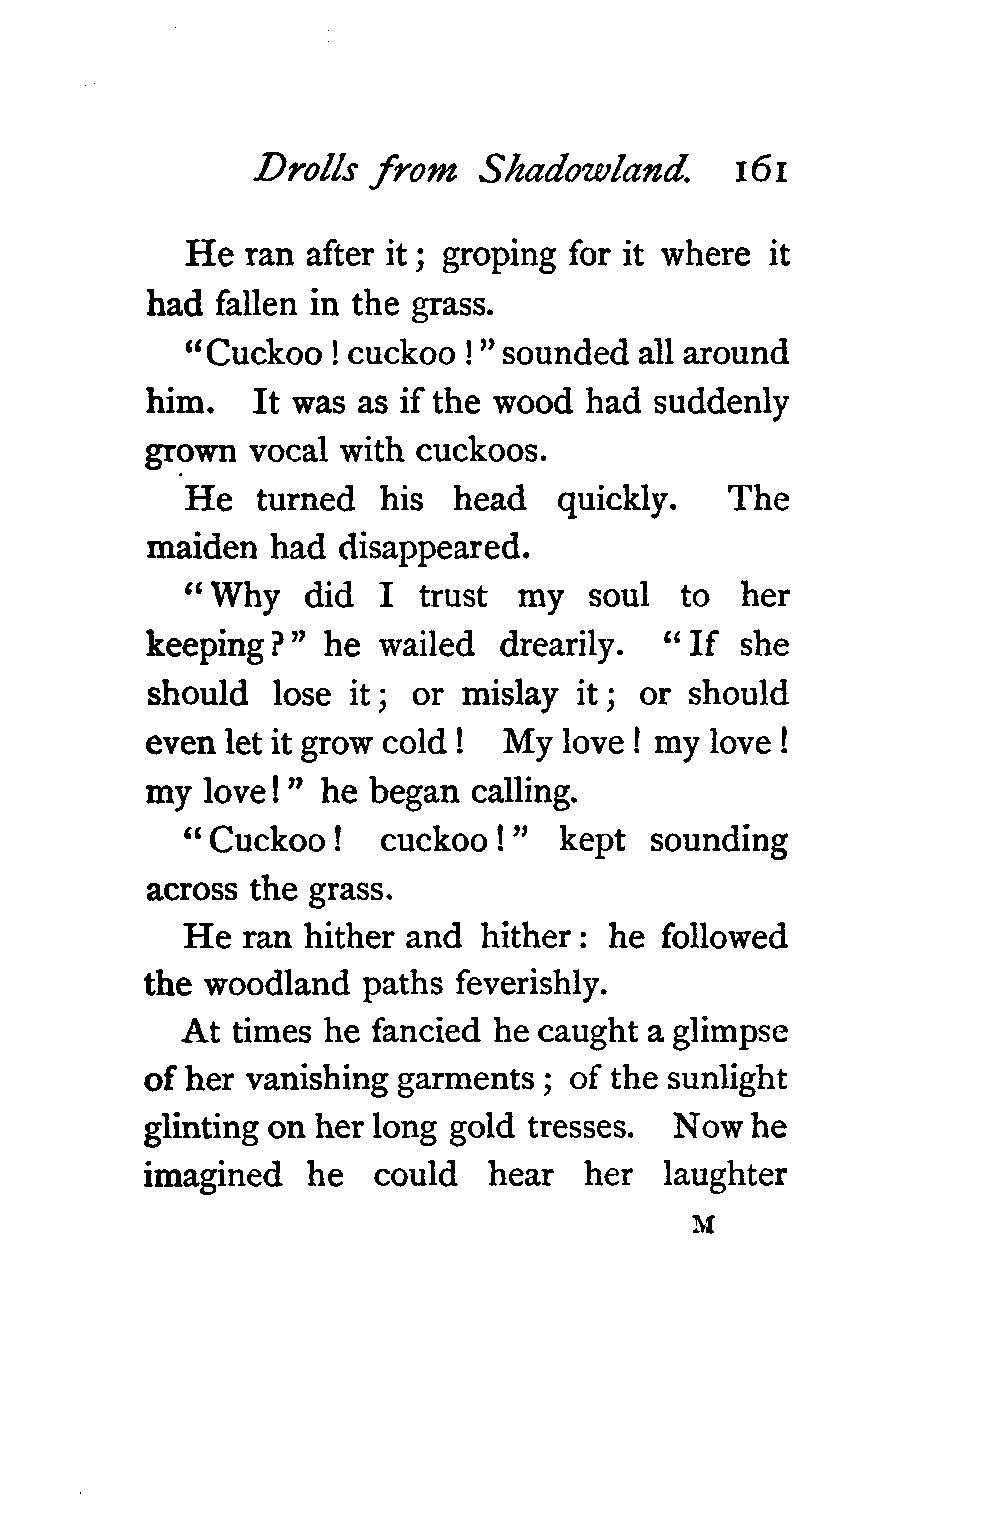 Drolls from Shadowland. 161
He ran after it; groping for it where it
had fallen in the grass.
"Cuckoo! cuckoo!" sounded all around
him. It was as if the wood had suddenly
grown vocal with cuckoos.
He turned his head quickly. The
maiden had disappeared.
"Why did I trust my soul to her
keeping?" he wailed drearily. "If she
should lose it; or mislay it; or should
even let it grow cold! My love! my love!
my love!" he began calling.
"Cuckoo! cuckoo!" kept sounding
across the grass.
He ran hither and hither: he followed
the woodland paths feverishly.
At times he fancied he caught a glimpse
of her vanishing garments; of the sunlight
glinting on her long gold tresses. Now he
imagined he could hear her laughter
M